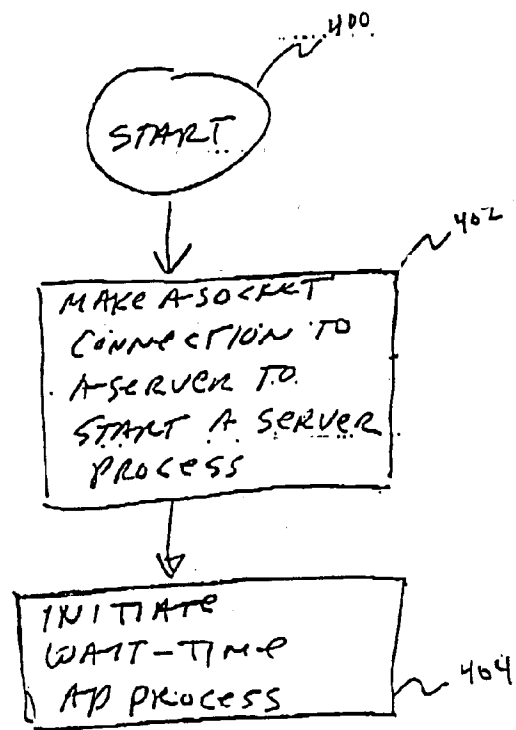 400
START
402
MAKE A SOCKET
CONNECTION TO
A SERVER TO
START A SERVER
PROCESS
INITIATE
WAIT-TIME
AD PROCESS
404